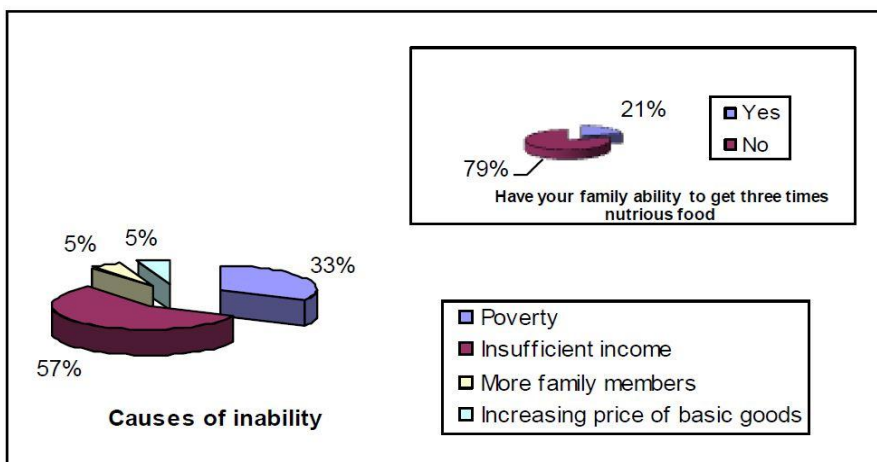 21%
79%
Yes
No
Have your family ability to get three times
nutrious food
5%
5%
33%
57%
Causes of inability
Poverty
Insufficient income
More family members
Increasing price of basic goods